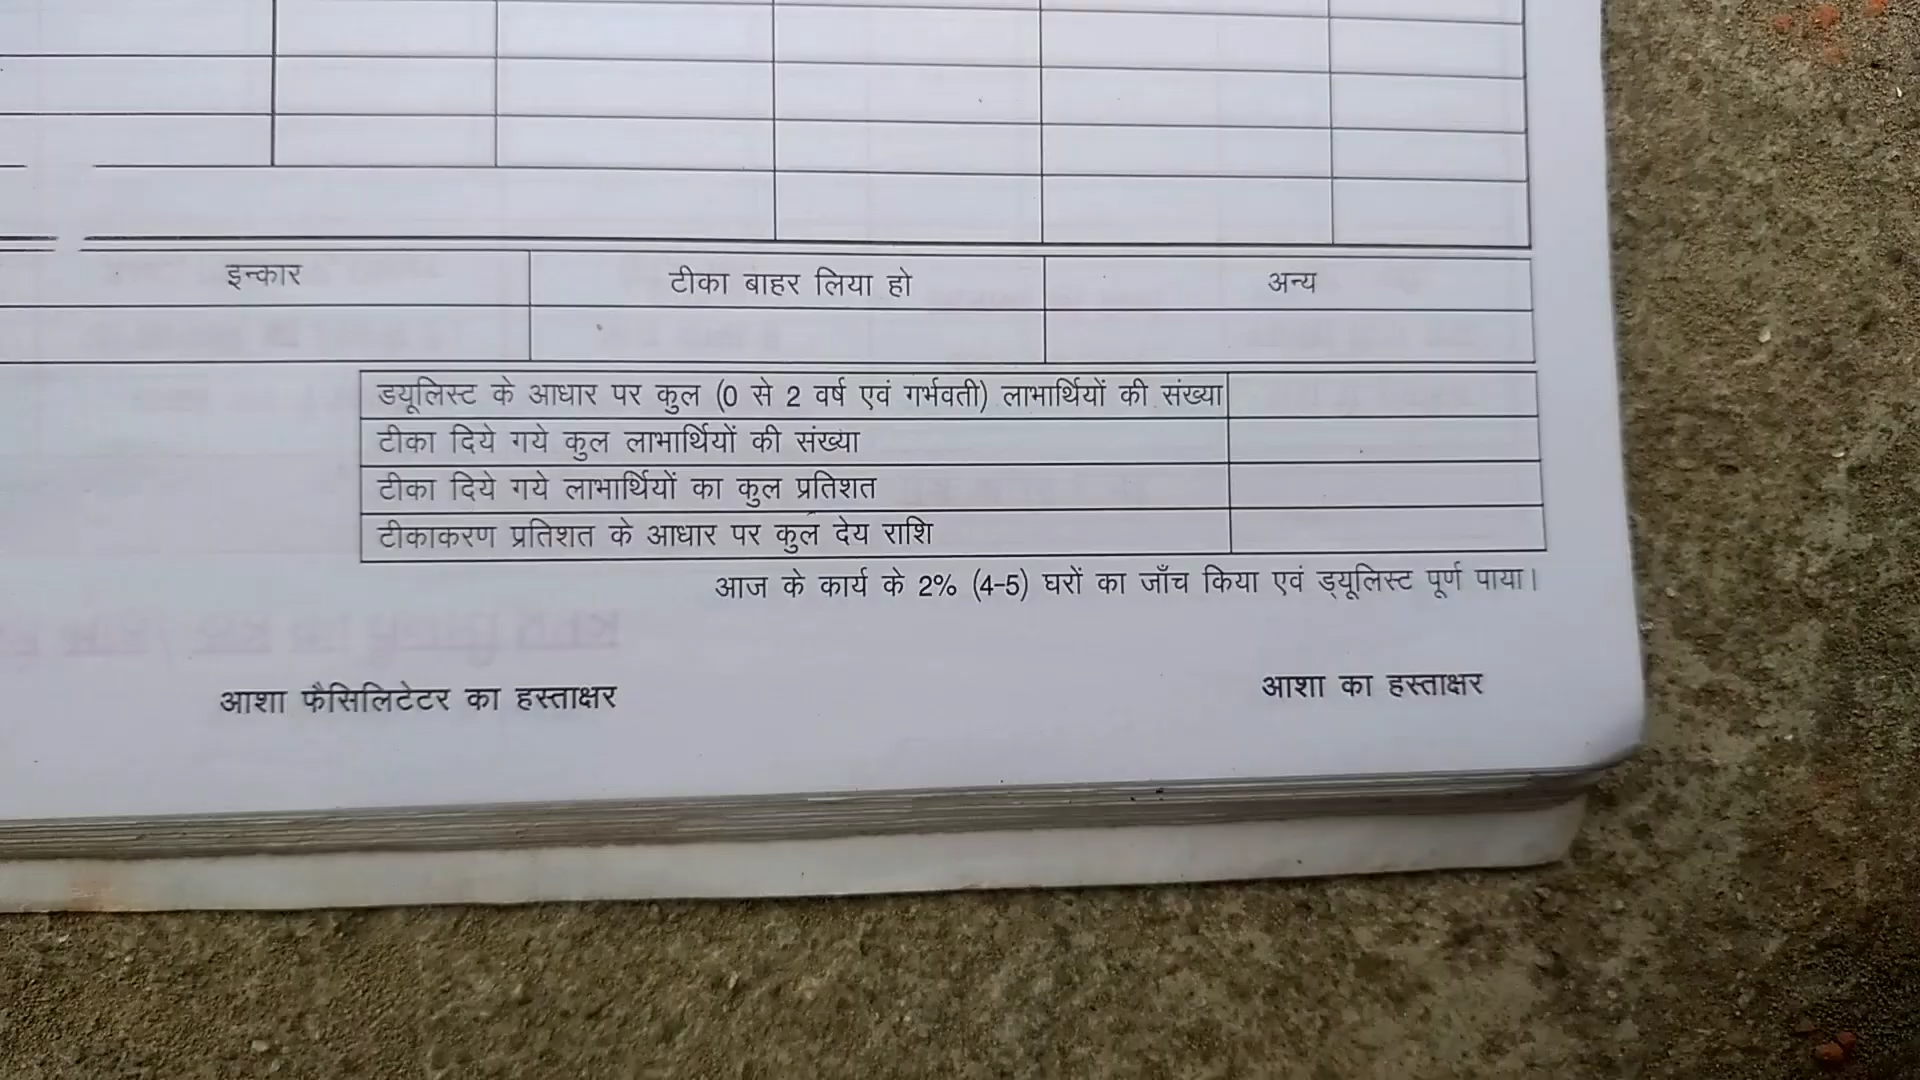 इन्कार टीका बाहर लिया हो अन्य
डयूलिस्ट के आधार पर कुल (0 से 2 वर्ष एवं गर्भवती) लाभार्थियों की संख्या
टीका दिये गये कुल लाभार्थियों की संख्या
टीका दिये गये लाभार्थियों का कुल प्रतिशत
टीकाकरण प्रतिशत के आधार पर कुल देय राशि
आज के कार्य के 2% (4-5) घरों का जाँच किया एवं ड्यूलिस्ट पूर्ण पाया।
आशा फैसिलिटेटर का हस्ताक्षर आशा का हस्ताक्षर